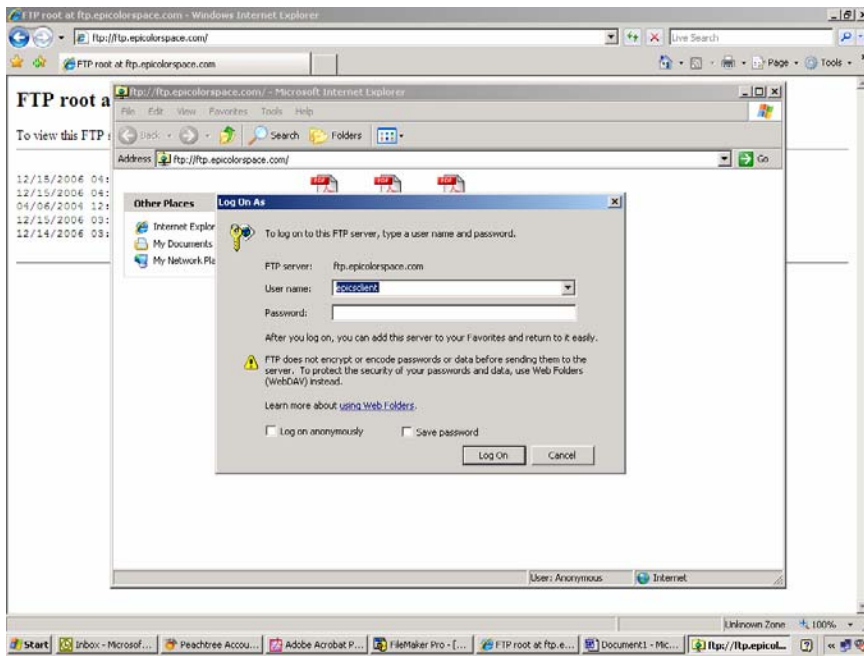 FTP root at ftp.epicolorspace.com - Windows Internet Explorer
ftp://ftp.epicolorspace.com/
Live Search
FTP root at ftp.epicolorspace.com
Page
Tools
FTP root a
To view this FTP s
12/15/2006 04:
12/15/2006 04:
04/06/2004 12:
12/15/2006 03:
12/14/2006 03:
ftp://ftp.epicolorspace.com/ - Microsoft Internet Explorer
File Edit View Favorites Tools Help
Back
Search
Folders
Address
ftp://ftp.epicolorspace.com/
Go
Other Places
Internet Explor
My Documents
My Network Pla
Log On As
To log on to this FTP server, type a user name and password.
FTP server: ftp.epicolorspace.com
User name: epicsclient
Password:
After you log on, you can add this server to your Favorites and return to it easily.
FTP does not encrypt or encode passwords or data before sending them to the
server. To protect the security of your passwords and data, use Web Folders
(WebDAV) instead.
Learn more about using Web Folders.
Log on anonymously
Save password
Log On
Cancel
User: Anonymous
Internet
Unknown Zone
100%
Start
Inbox - Microsof...
Peachtree Accou...
Adobe Acrobat P...
FileMaker Pro - [...
FTP root at ftp.e...
Document1 - Mic...
ftp://ftp.epicol...